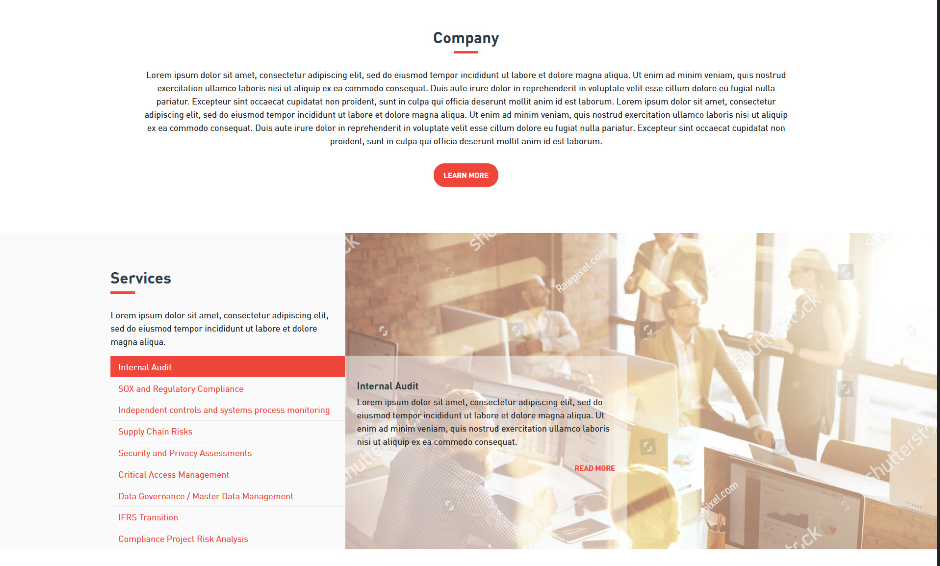 Company
Lorem ipsum dolor sit amet, consectetur adipiscing elit, sed do eiusmod tempor incididunt ut labore et dolore magna aliqua. Ut enim ad minim veniam, quis nostrud
exercitation ullamco laboris nisi ut aliquip ex ea commodo consequat. Duis aute irure dolor in reprehenderit in voluptate velit esse cillum dolore eu fugiat nulla
pariatur. Excepteur sint occaecat cupidatat non proident, sunt in culpa qui officia deserunt mollit anim id est laborum. Lorem ipsum dolor sit amet, consectetur
adipiscing elit, sed do eiusmod tempor incididunt ut labore et dolore magna aliqua. Ut enim ad minim veniam, quis nostrud exercitation ullamco laboris nisi ut aliquip
ex ea commodo consequat. Duis aute irure dolor in reprehenderit in voluptate velit esse cillum dolore eu fugiat nulla pariatur. Excepteur sint occaecat cupidatat non
proident, sunt in culpa qui officia deserunt mollit anim id est laborum.
LEARN MORE
Services
Lorem ipsum dolor sit amet, consectetur adipiscing elit,
sed do eiusmod tempor incididunt ut labore et dolore
magna aliqua.
Internal Audit
SOX and Regulatory Compliance
Independent controls and systems process monitoring
Supply Chain Risks
Security and Privacy Assessments
Critical Access Management
Data Governance / Master Data Management
IFRS Transition
Compliance Project Risk Analysis
Internal Audit
Lorem ipsum dolor sit amet, consectetur adipiscing elit, sed do
eiusmod tempor incididunt ut labore et dolore magna aliqua. Ut
enim ad minim veniam, quis nostrud exercitation ullamco laboris
nisi ut aliquip ex ea commodo consequat.
READ MORE
Rawpixel.com
shutterstock